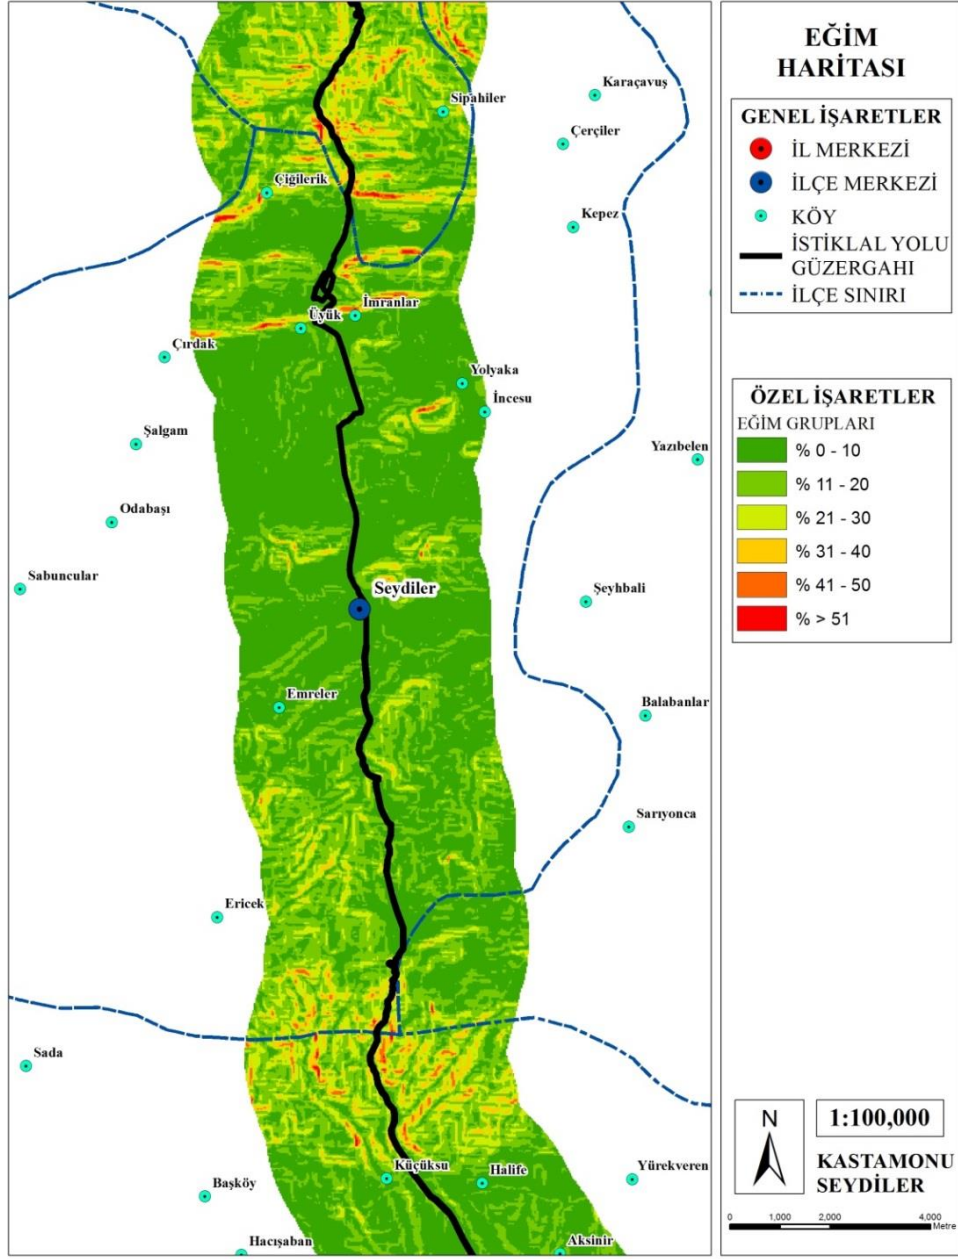 EĞİM
HARİTASI
GENEL İŞARETLER
İL MERKEZİ
İLÇE MERKEZİ
KÖY
İSTİKLAL YOLU
GÜZERGAHI
İLÇE SINIRI
ÖZEL İŞARETLER
EĞİM GRUPLARI
% 0 - 10
% 11 - 20
% 21 - 30
% 31 - 40
% 41 - 50
% > 51
Karaçavuş
Sipahiler
Çerçiler
Çiğilerik
Kepez
İmranlar
Üyük
Çırdak
Yolyaka
İncesu
Şalgam
Yazıbelen
Odabaşı
Sabuncular
Seydiler
Şeyhbali
Emreler
Balabanlar
Sarıyonca
Ericek
Sada
Küçüksu
Halife
Yürekveren
Başköy
Hacışaban
Aksinir
N
1:100,000
KASTAMONU
SEYDİLER
0 1,000 2,000 4,000
Metre